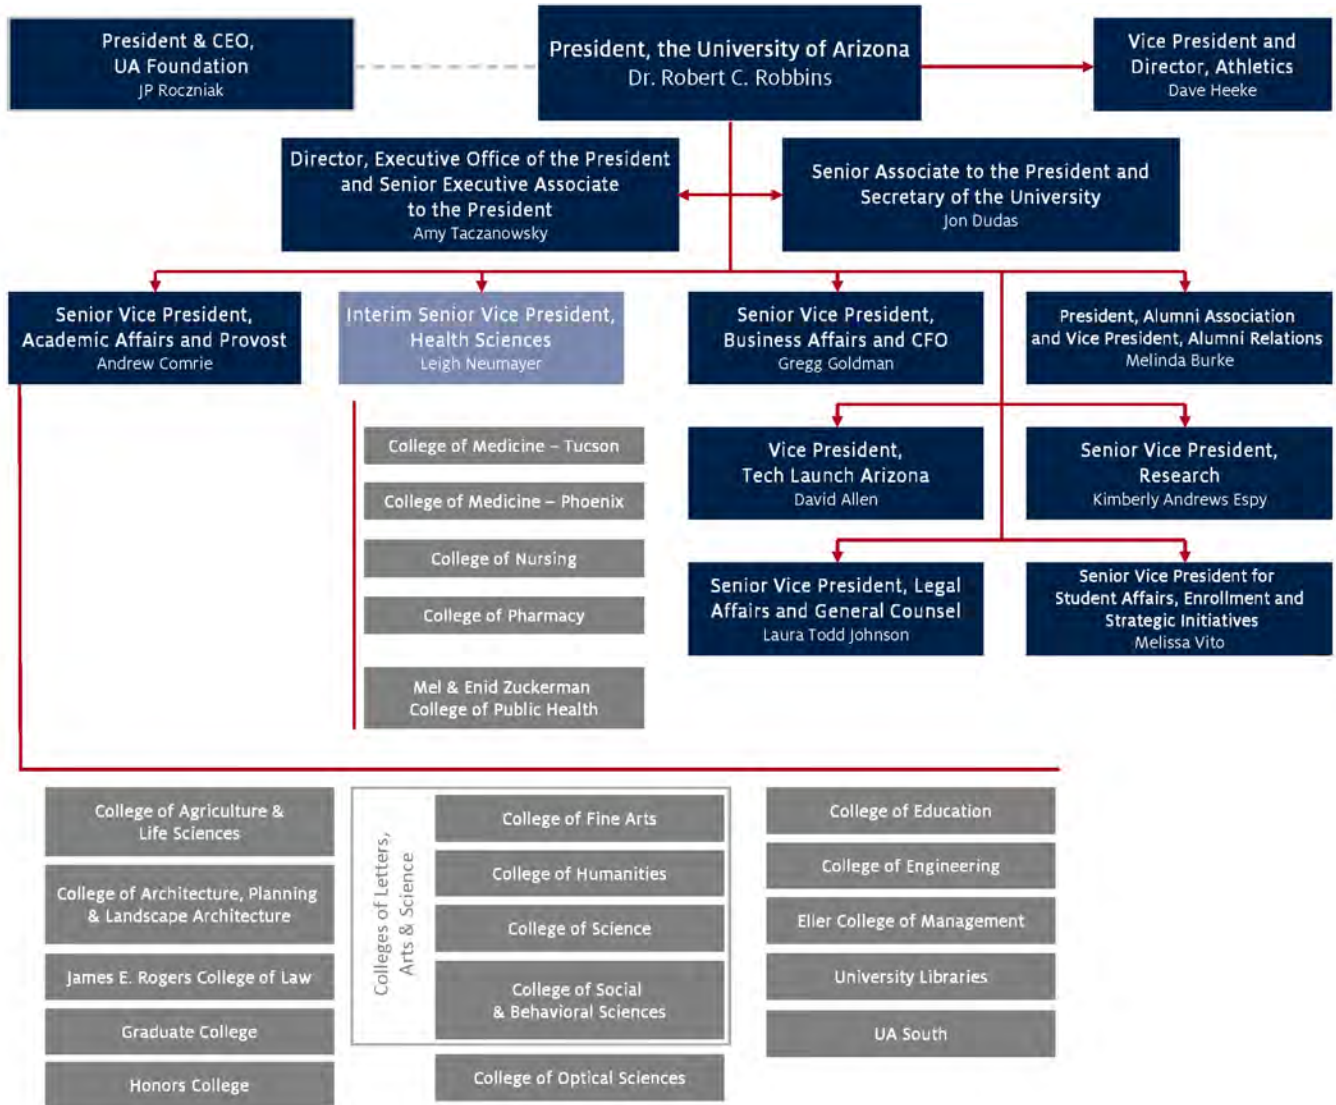 President & CEO,
UA Foundation
JP Roczniak
President, the University of Arizona
Dr. Robert C. Robbins
Vice President and
Director, Athletics
Dave Heeke
Director, Executive Office of the President
and Senior Executive Associate
to the President
Amy Taczanowsky
Senior Associate to the President and
Secretary of the University
Jon Dudas
Senior Vice President,
Academic Affairs and Provost
Andrew Comrie
Interim Senior Vice President,
Health Sciences
Leigh Neumayer
Senior Vice President,
Business Affairs and CFO
Gregg Goldman
President, Alumni Association
and Vice President, Alumni Relations
Melinda Burke
College of Medicine – Tucson
College of Medicine – Phoenix
College of Nursing
College of Pharmacy
Mel & Enid Zuckerman
College of Public Health
Vice President,
Tech Launch Arizona
David Allen
Senior Vice President,
Research
Kimberly Andrews Espy
Senior Vice President, Legal
Affairs and General Counsel
Laura Todd Johnson
Senior Vice President for
Student Affairs, Enrollment and
Strategic Initiatives
Melissa Vito
College of Agriculture &
Life Sciences
College of Architecture, Planning
& Landscape Architecture
James E. Rogers College of Law
Graduate College
Honors College
Colleges of Letters,
Arts & Science
College of Fine Arts
College of Humanities
College of Science
College of Social
& Behavioral Sciences
College of Optical Sciences
College of Education
College of Engineering
Eller College of Management
University Libraries
UA South